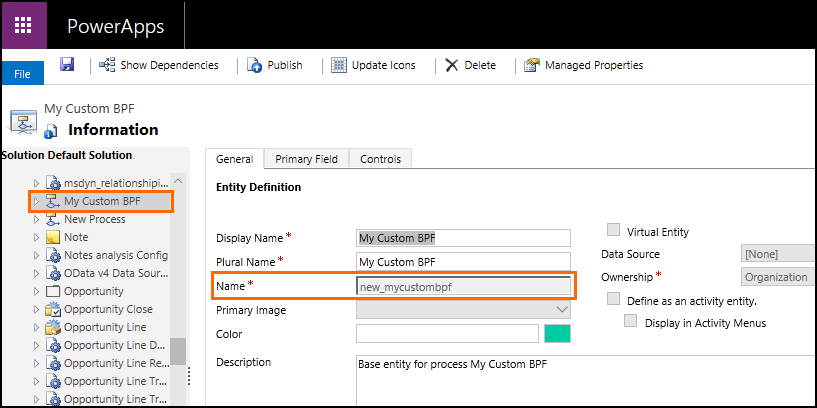 PowerApps
File
Show Dependencies
Publish
Update Icons
Delete
Managed Properties
My Custom BPF
Information
Solution Default Solution
msdyn_relationshipi...
My Custom BPF
New Process
Note
Notes analysis Config
OData v4 Data Sour...
Opportunity
Opportunity Close
Opportunity Line
Opportunity Line D...
Opportunity Line Re...
Opportunity Line Tr...
Opportunity Line Tr...
General
Primary Field
Controls
Entity Definition
Display Name * My Custom BPF
Plural Name * My Custom BPF
Name * new_mycustombpf
Primary Image
Color
Description Base entity for process My Custom BPF
Virtual Entity
Data Source [None]
Ownership * Organization
Define as an activity entity.
Display in Activity Menus